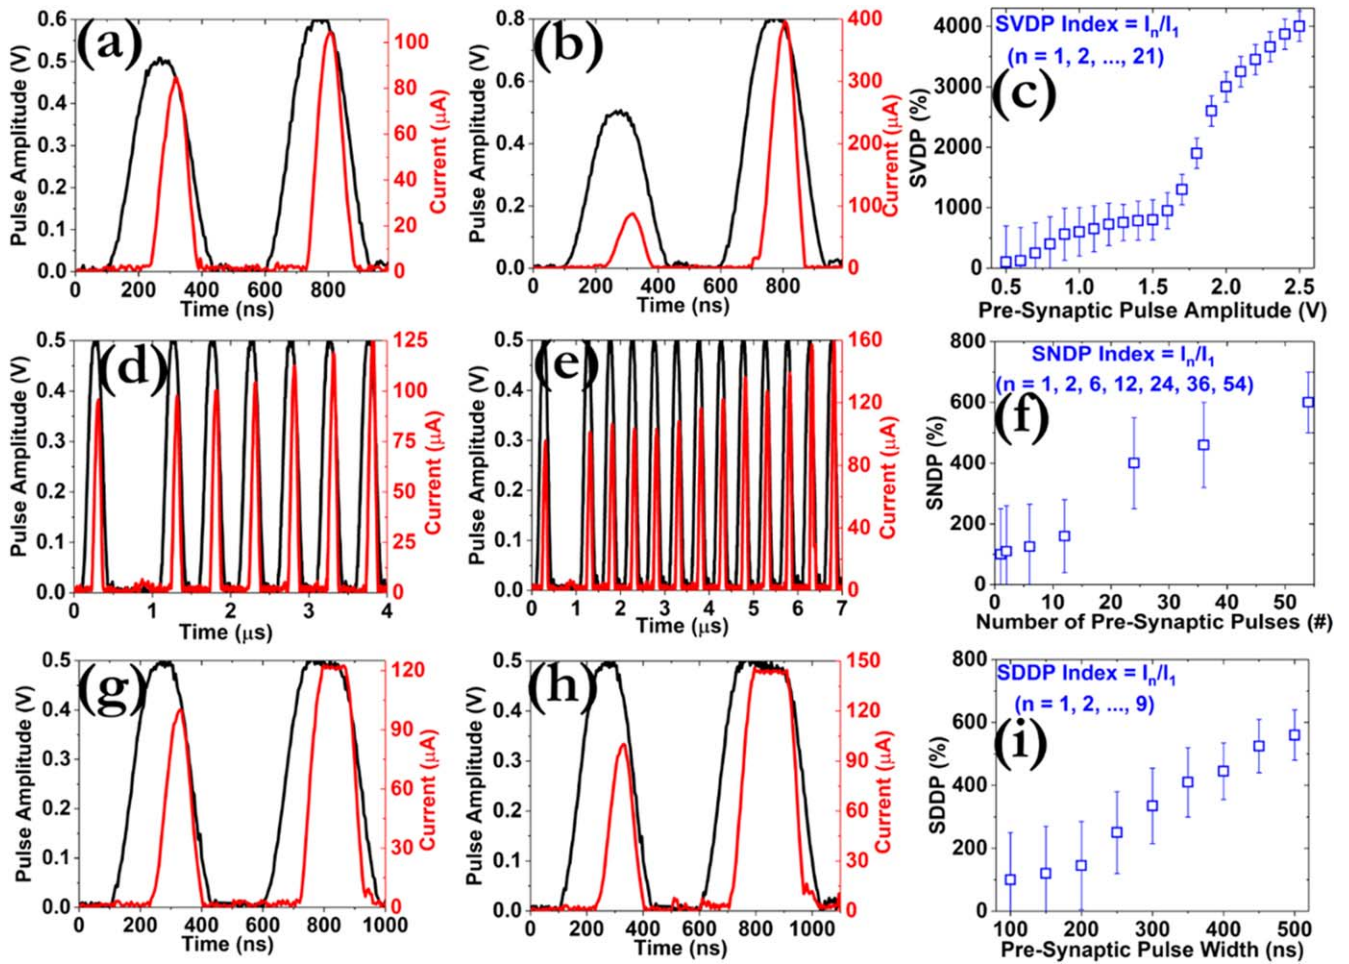 (a)
Pulse Amplitude (V)
0.6
0.5
0.4
0.3
0.2
0.1
0.0
0 200 400 600 800
Time (ns)
100
80
60
40
20
0
Current (μA)
(b)
Pulse Amplitude (V)
0.8
0.6
0.4
0.2
0.0
0 200 400 600 800
Time (ns)
400
300
200
100
0
Current (μA)
SVDP Index = In/I1
(n = 1, 2, ..., 21)
(c)
SVDP (%)
4000
3000
2000
1000
0
0.5 1.0 1.5 2.0 2.5
Pre-Synaptic Pulse Amplitude (V)
(d)
Pulse Amplitude (V)
0.5
0.4
0.3
0.2
0.1
0.0
0 1 2 3 4
Time (μs)
125
100
75
50
25
0
Current (μA)
(e)
Pulse Amplitude (V)
0.5
0.4
0.3
0.2
0.1
0.0
0 1 2 3 4 5 6 7
Time (μs)
160
120
80
40
0
Current (μA)
SNDP Index = In/I1
(n = 1, 2, 6, 12, 24, 36, 54)
(f)
SNDP (%)
800
600
400
200
0
0 10 20 30 40 50
Number of Pre-Synaptic Pulses (#)
(g)
Pulse Amplitude (V)
0.5
0.4
0.3
0.2
0.1
0.0
0 200 400 600 800 1000
Time (ns)
120
90
60
30
0
Current (μA)
(h)
Pulse Amplitude (V)
0.5
0.4
0.3
0.2
0.1
0.0
0 200 400 600 800 1000
Time (ns)
150
120
90
60
30
0
Current (μA)
SDDP Index = In/I1
(n = 1, 2, ..., 9)
(i)
SDDP (%)
800
600
400
200
0
100 200 300 400 500
Pre-Synaptic Pulse Width (ns)